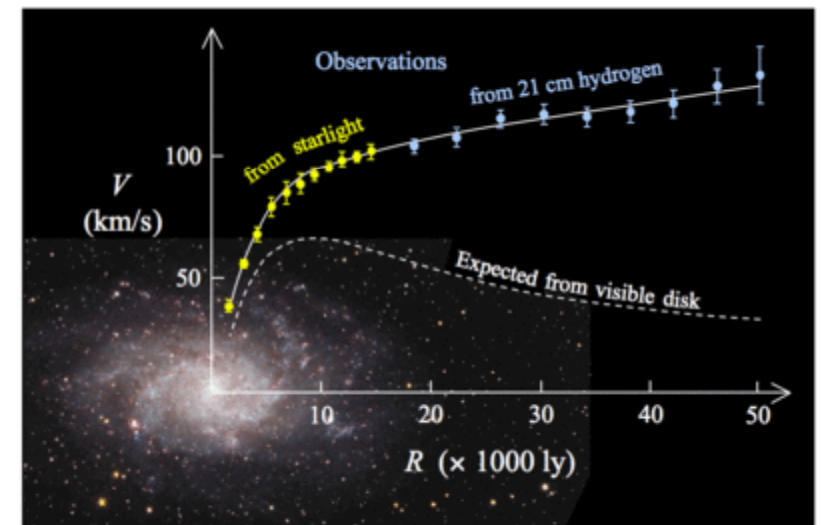 Observations
from 21 cm hydrogen
from starlight
100
V
(km/s)
50
Expected from visible disk
10 20 30 40 50
R (× 1000 ly)